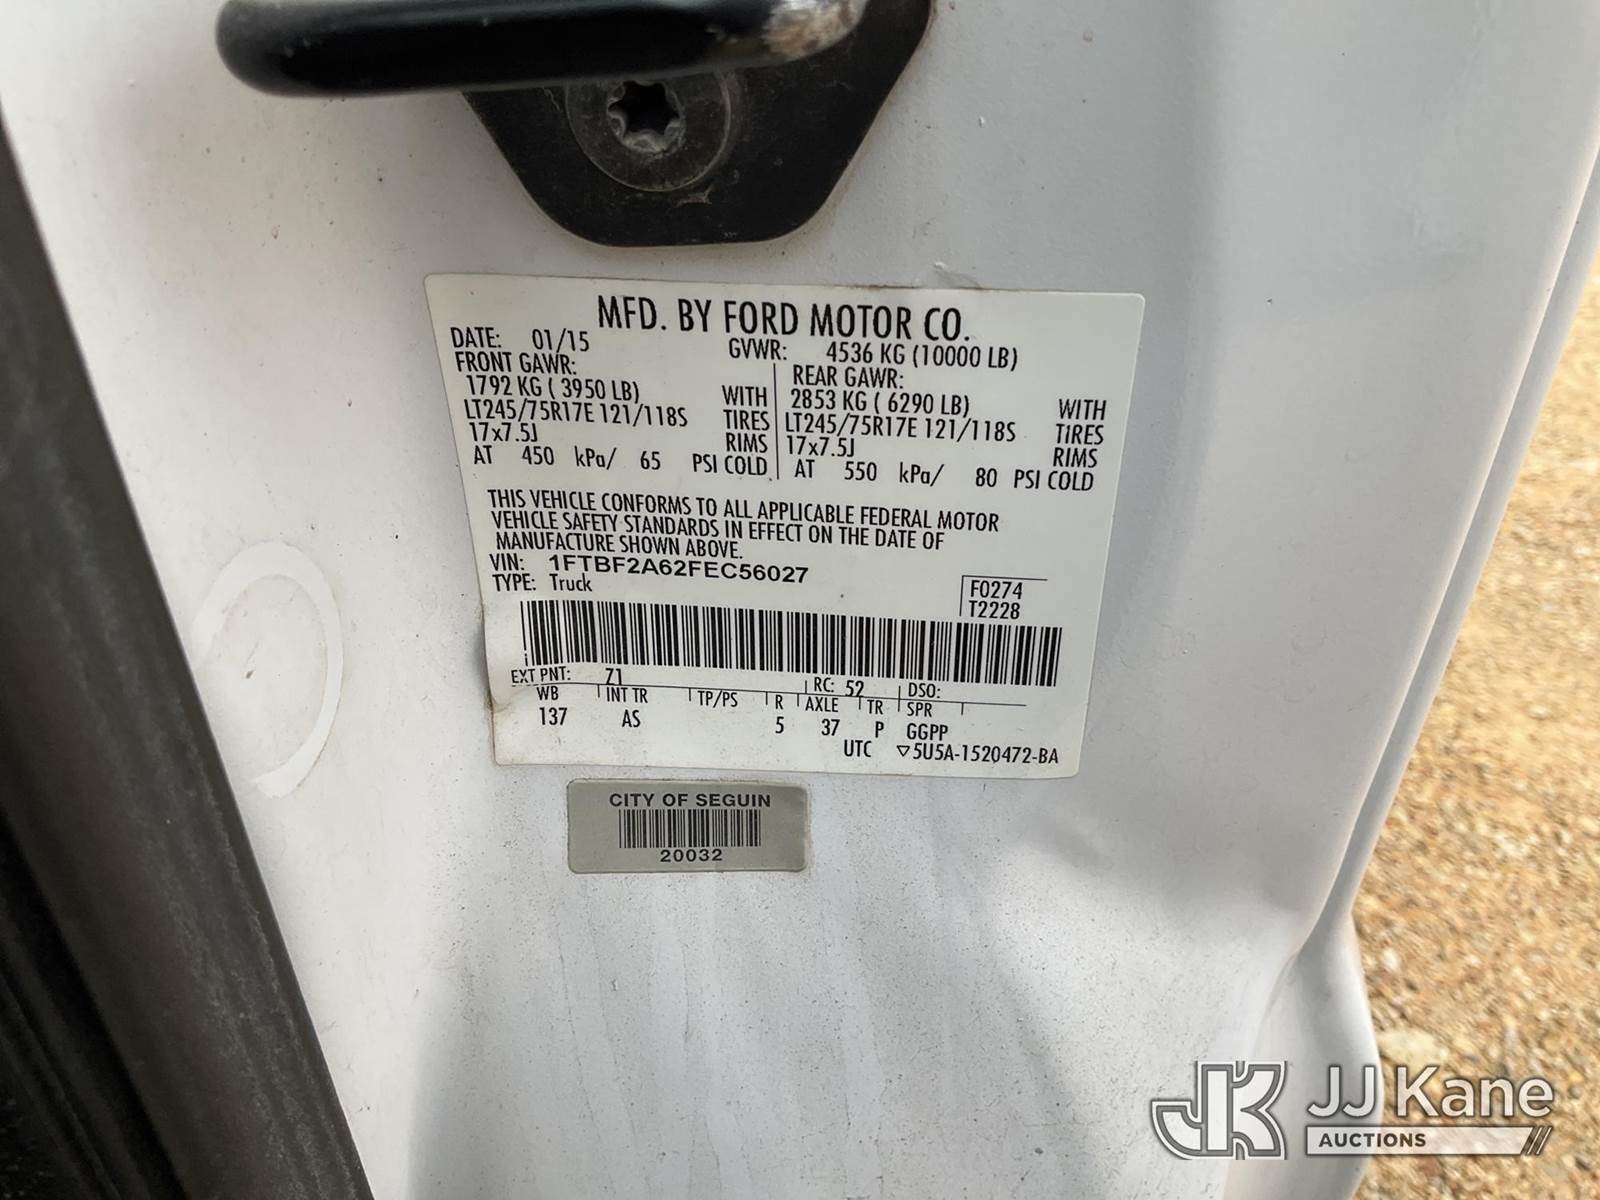 MFD. BY FORD MOTOR CO.
DATE: 01/15 GVWR: 4536 KG (10000 LB)
FRONT GAWR: REAR GAWR:
1792 KG ( 3950 LB) WITH 2853 KG ( 6290 LB) WITH
LT245/75R17E 121/118S TIRES LT245/75R17E 121/118S TIRES
17x7.5J RIMS 17x7.5J RIMS
AT 450 kPa/ 65 PSI COLD AT 550 kPa/ 80 PSI COLD
THIS VEHICLE CONFORMS TO ALL APPLICABLE FEDERAL MOTOR
VEHICLE SAFETY STANDARDS IN EFFECT ON THE DATE OF
MANUFACTURE SHOWN ABOVE.
VIN: 1FTBF2A62FEC56027
TYPE: Truck
F0274
T2228
EXT PNT: Z1 RC: 52 DSO:
WB INT TR TP/PS R AXLE TR SPR
137 AS 5 37 P GGPP
UTC ▽5U5A-1520472-BA
CITY OF SEGUIN
20032
JK JJ Kane
AUCTIONS